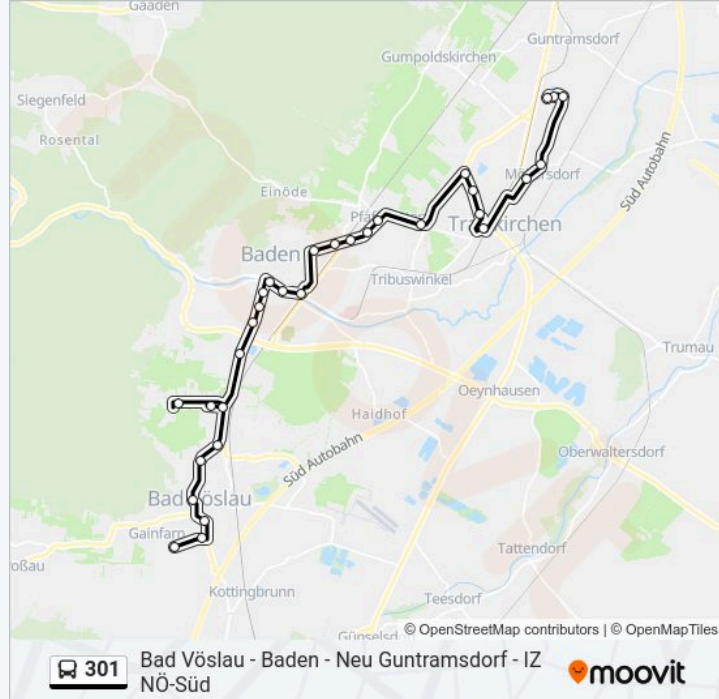 Gaaden
Guntramsdorf
Gumpoldskirchen
Siegenfeld
Rosental
Süd Autobahn
Einöde
Baden
Tribuswinkel
Trumau
Oeynhausen
Haidhof
Süd Autobahn
Oberwaltersdorf
Bad Vöslau
Gainfarn
Tattendorf
Kottingbrunn
Teesdorf
© OpenStreetMap contributors | © OpenMapTiles
301
Bad Vöslau - Baden - Neu Guntramsdorf - IZ
NÖ-Süd
moovit